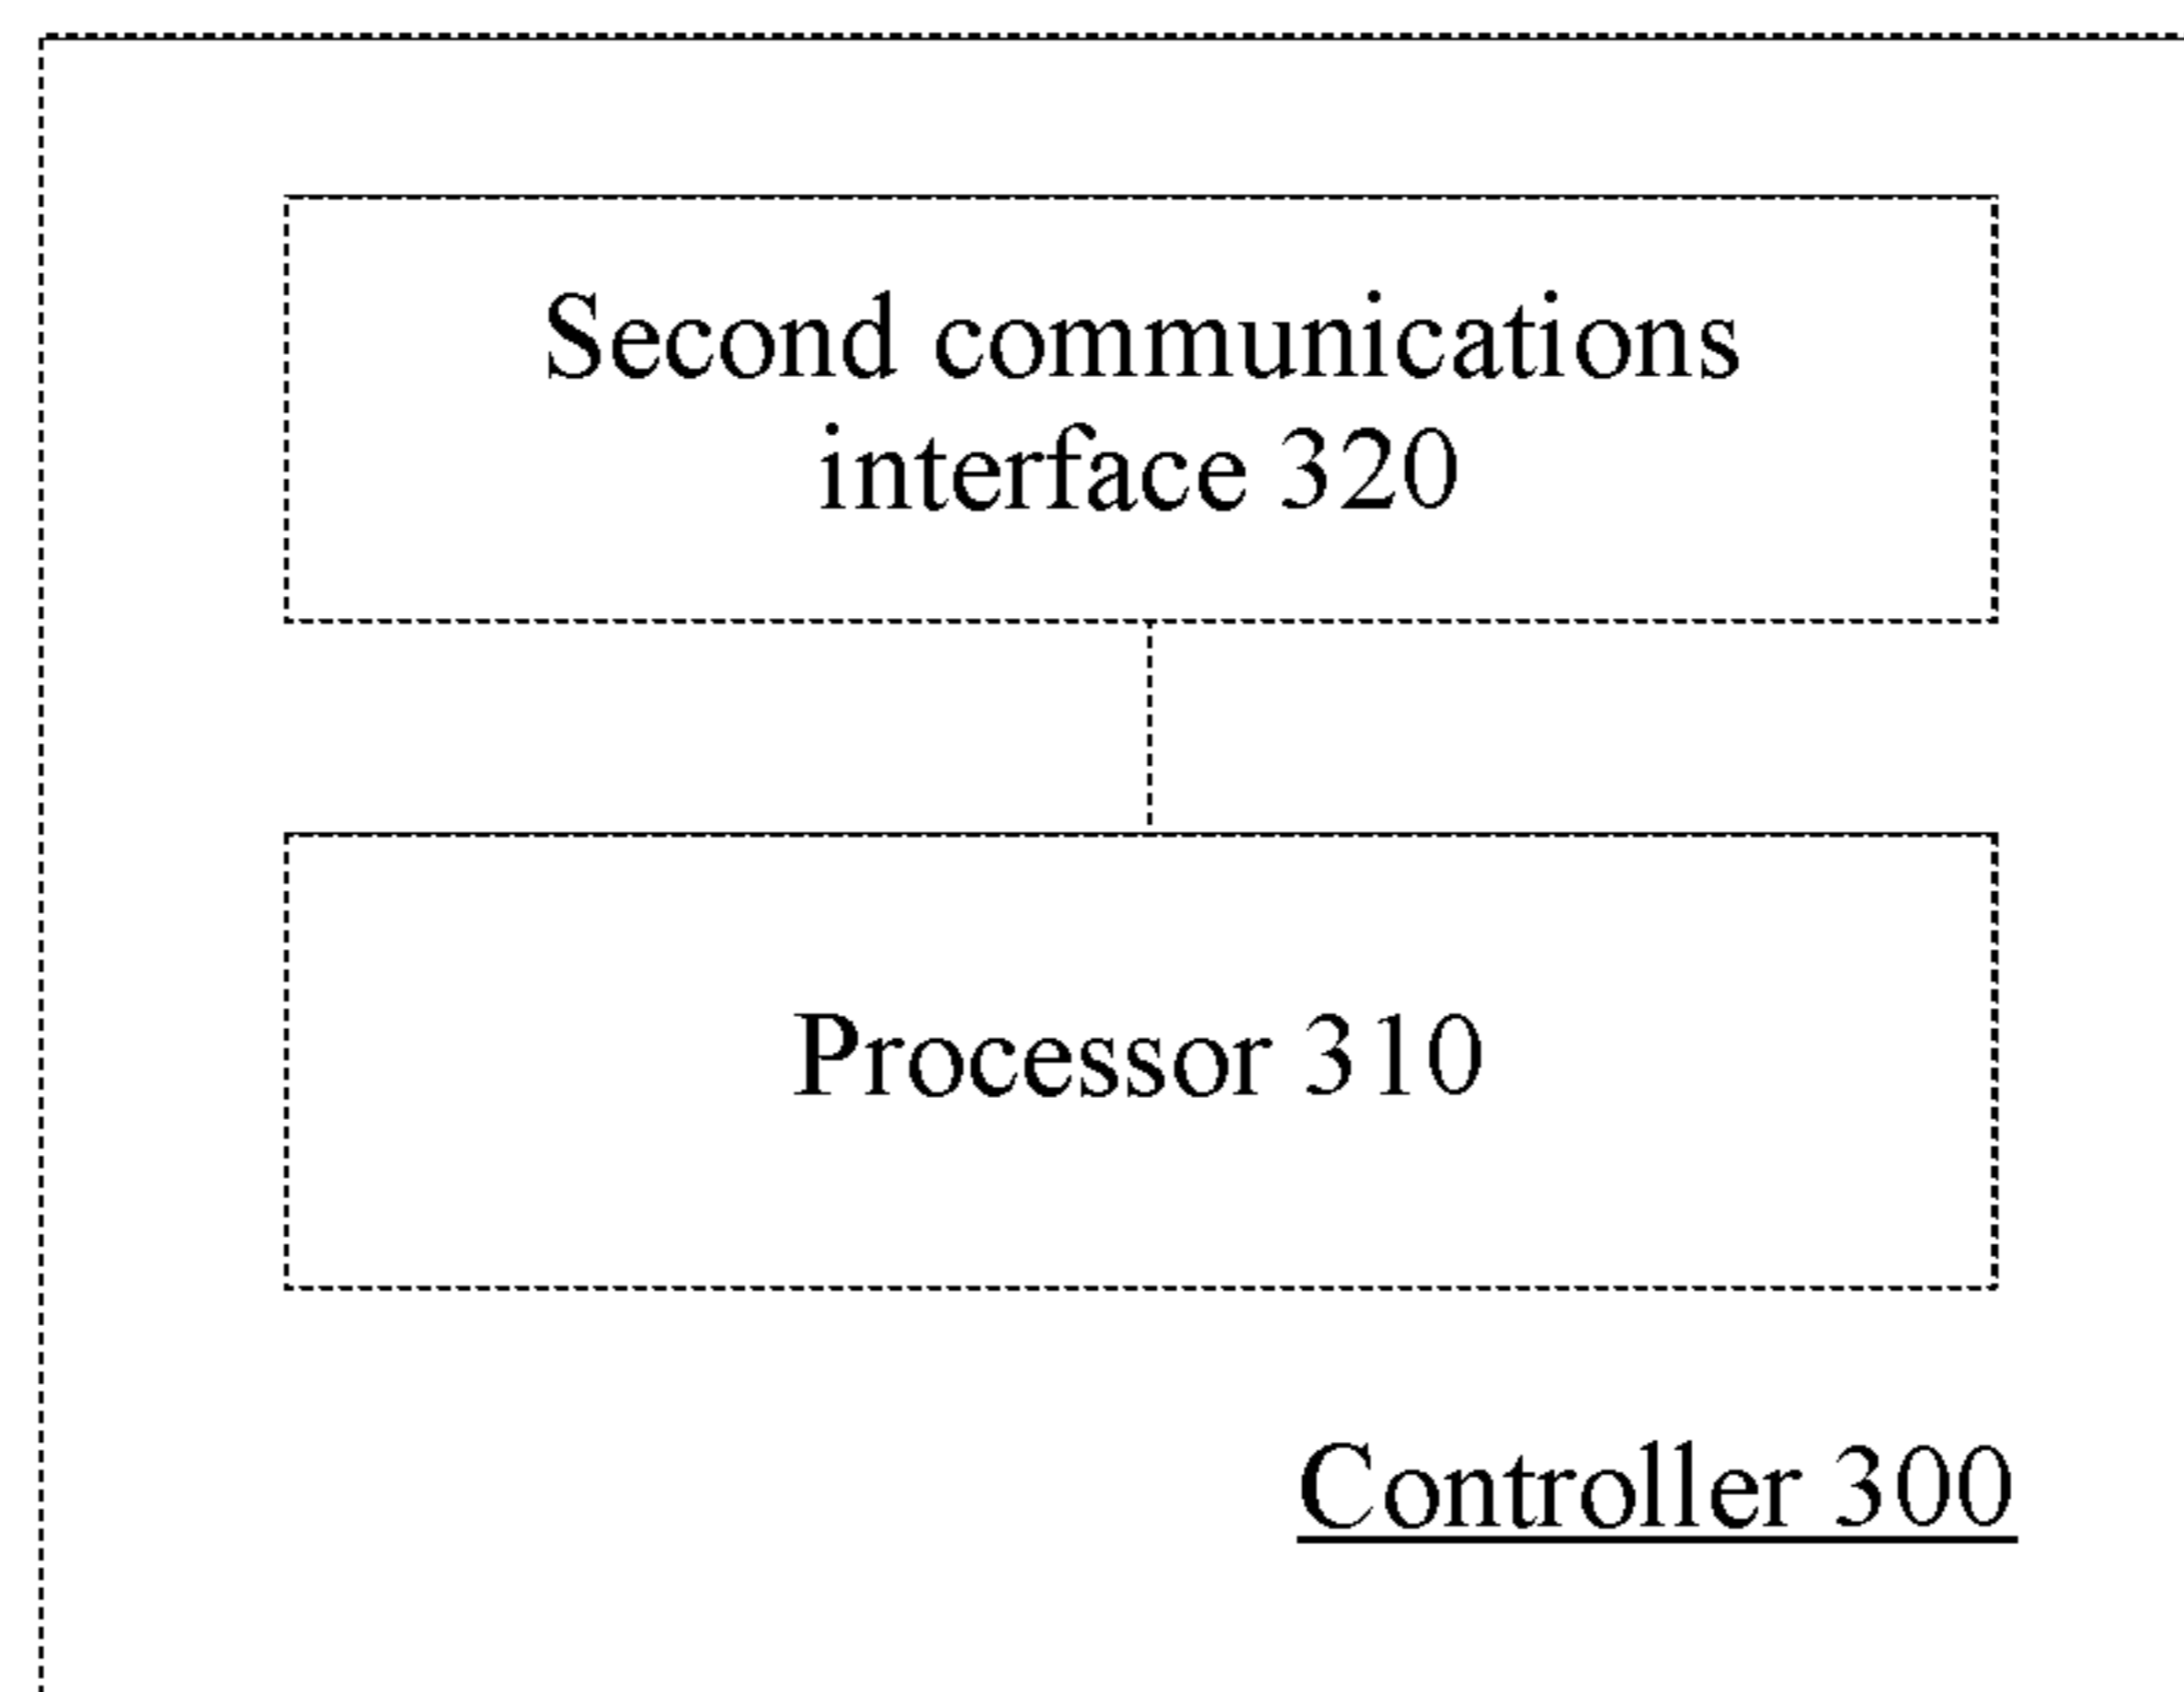 Second communications
interface 320
Processor 310
Controller 300